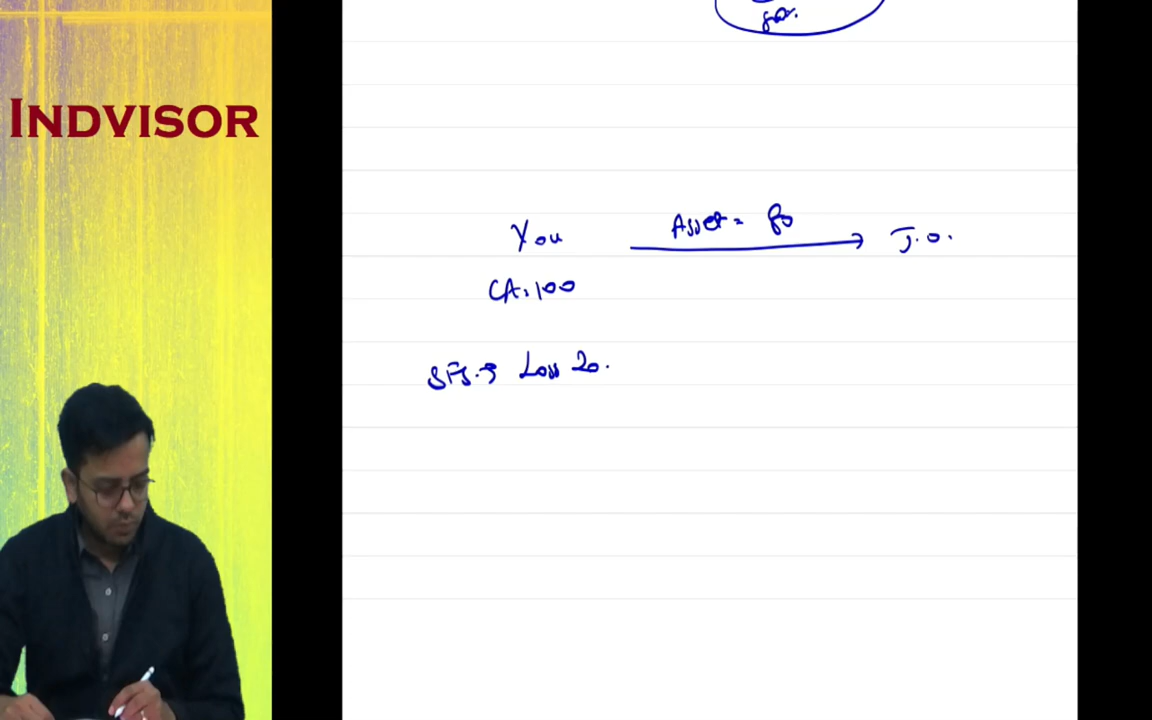 INDVISOR
You Asset = 80 → J.O.
CA. 100
SFS. → Loss 20.